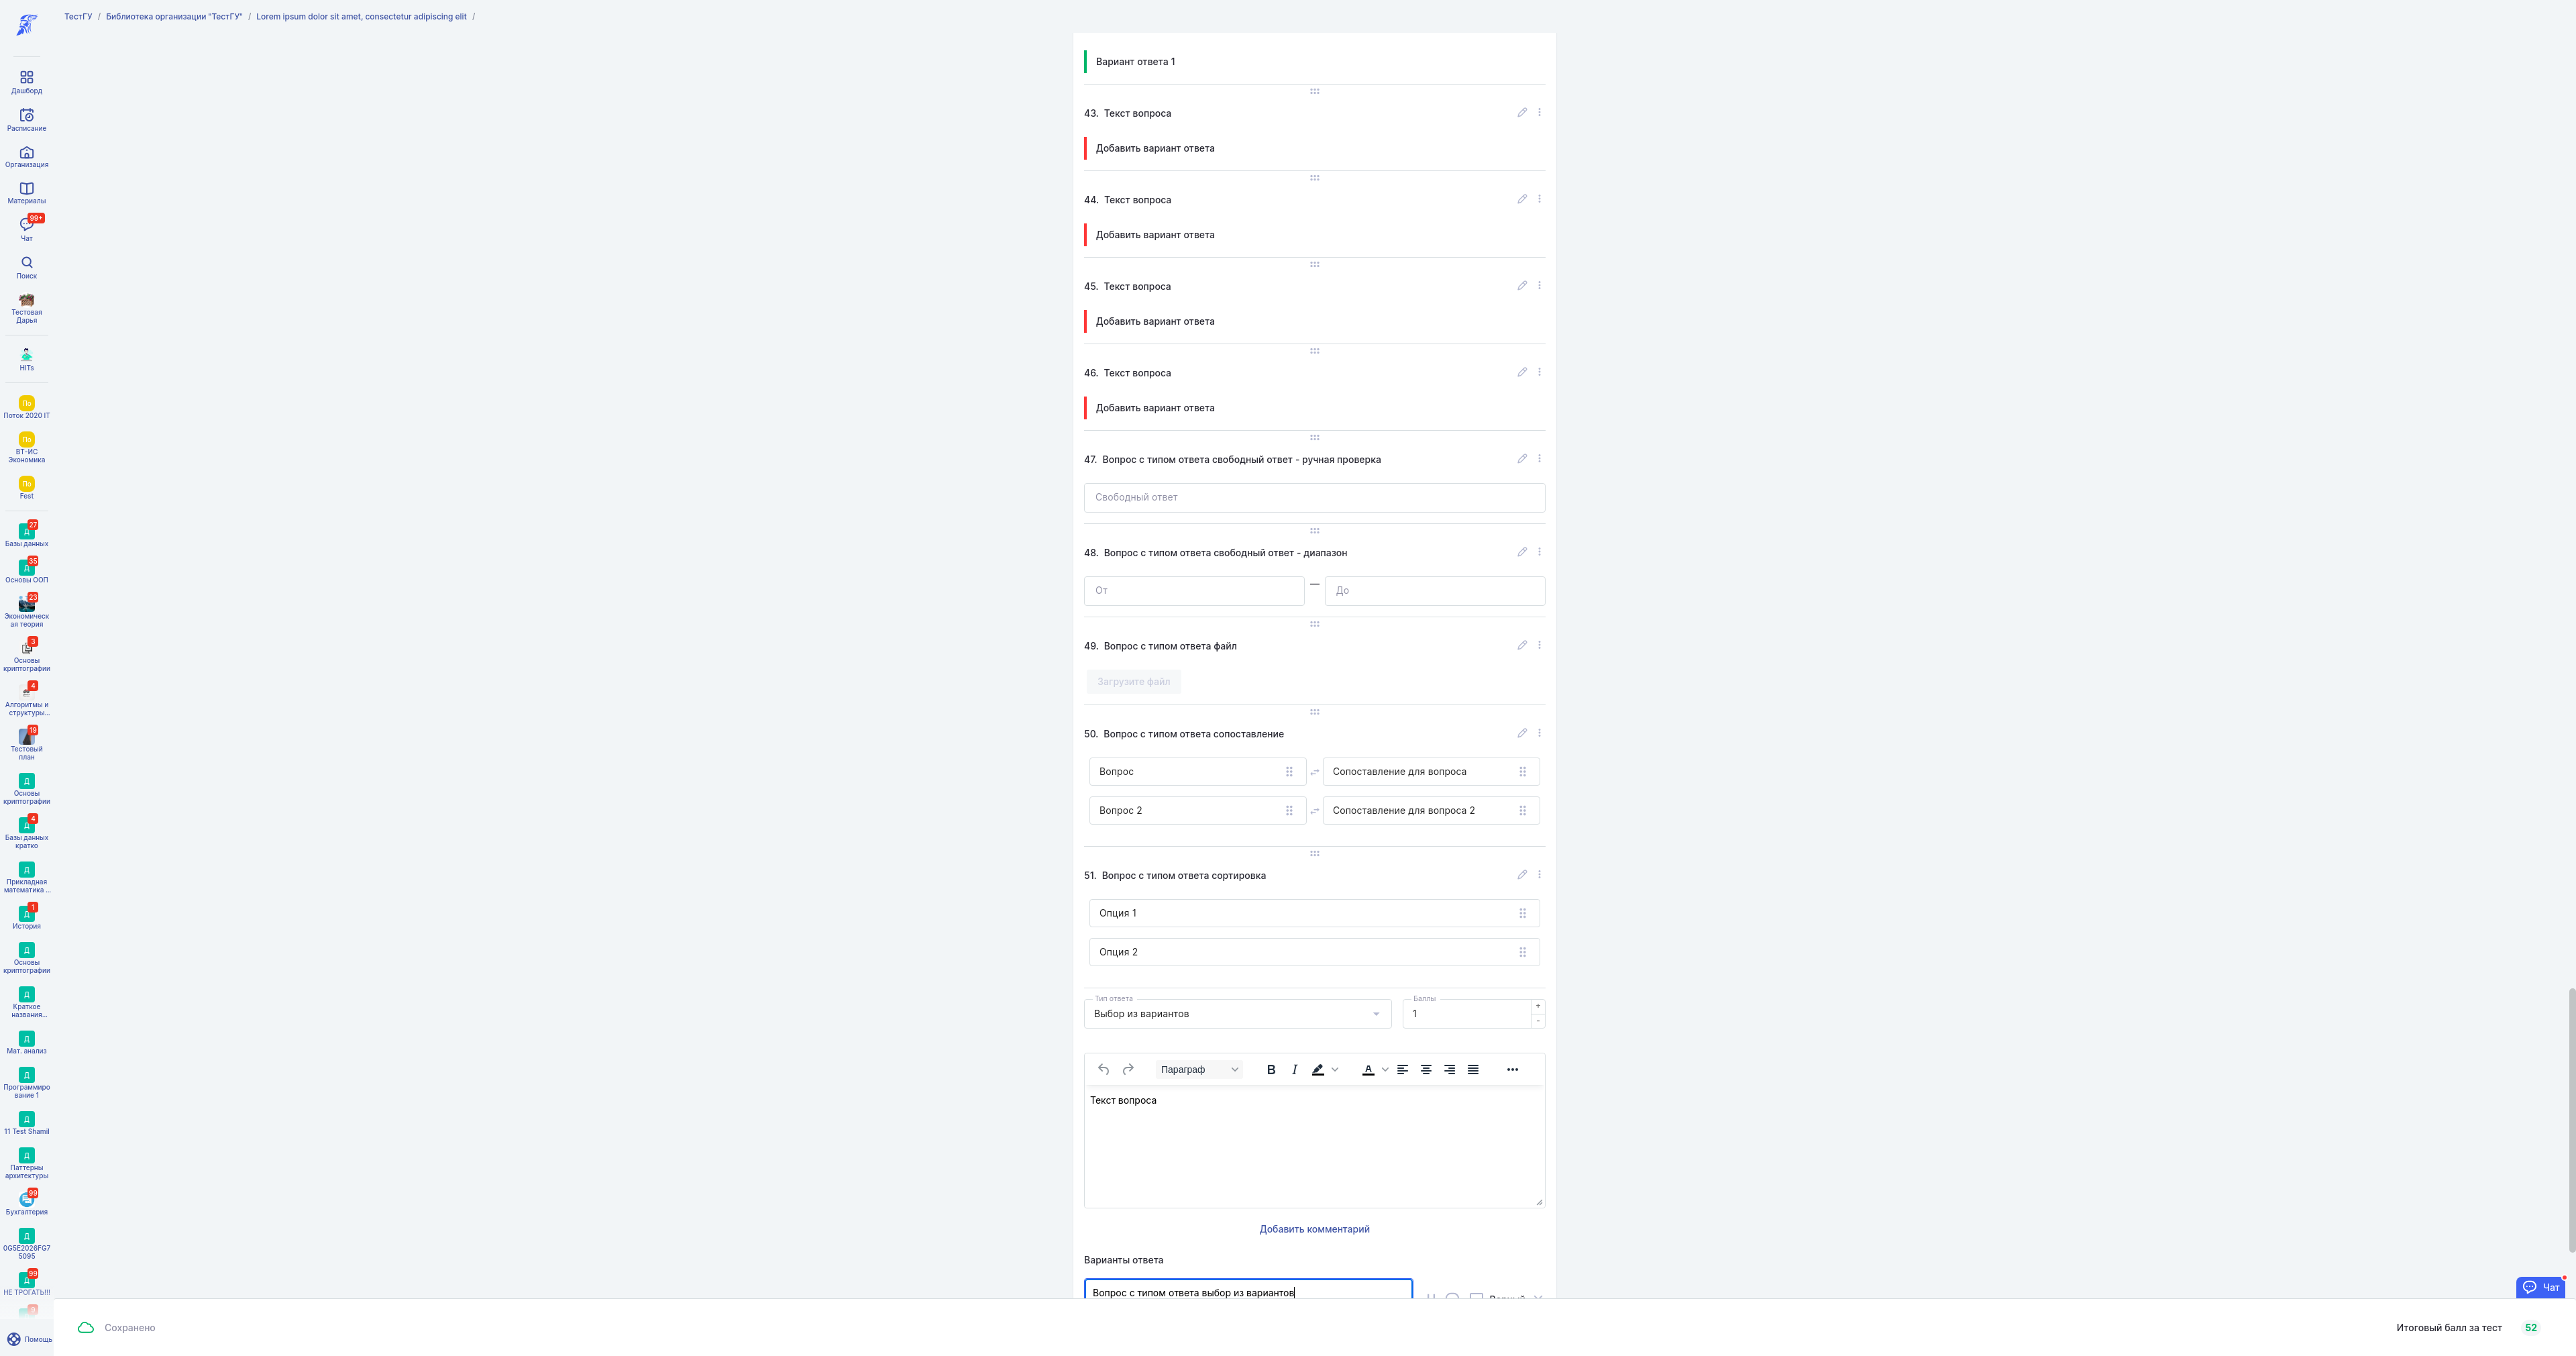 ТестГУ / Библиотека организации "ТестГУ" / Lorem ipsum dolor sit amet, consectetur adipiscing elit /
Дашборд
Расписание
Организация
Материалы
99+
Чат
Поиск
Тестовая
Дарья
HITs
По
Поток 2020 IT
По
ВТ-ИС
Экономика
По
Fest
27
Д
Базы данных
35
Д
Основы ООП
23
Экономическ
ая теория
3
Основы
криптографии
4
Алгоритмы и
структуры...
19
Тестовый
план
Д
Основы
криптографии
4
Д
Базы данных
кратко
Д
Прикладная
математика ...
1
Д
История
Д
Основы
криптографии
Д
Краткое
названия...
Д
Мат. анализ
Д
Программиро
вание 1
Д
11 Test Shamil
Д
Паттерны
архитектуры
99
Бухгалтерия
Д
0G5E2026FG7
5095
99
Д
НЕ ТРОГАТЬ!!!
Помощь
Вариант ответа 1
43. Текст вопроса
Добавить вариант ответа
44. Текст вопроса
Добавить вариант ответа
45. Текст вопроса
Добавить вариант ответа
46. Текст вопроса
Добавить вариант ответа
47. Вопрос с типом ответа свободный ответ - ручная проверка
Свободный ответ
48. Вопрос с типом ответа свободный ответ - диапазон
От — До
49. Вопрос с типом ответа файл
Загрузите файл
50. Вопрос с типом ответа сопоставление
Вопрос Сопоставление для вопроса
Вопрос 2 Сопоставление для вопроса 2
51. Вопрос с типом ответа сортировка
Опция 1
Опция 2
Тип ответа Баллы
Выбор из вариантов 1 + -
Параграф B I A
Текст вопроса
Добавить комментарий
Варианты ответа
Вопрос с типом ответа выбор из вариантов
Чат
Сохранено Итоговый балл за тест 52